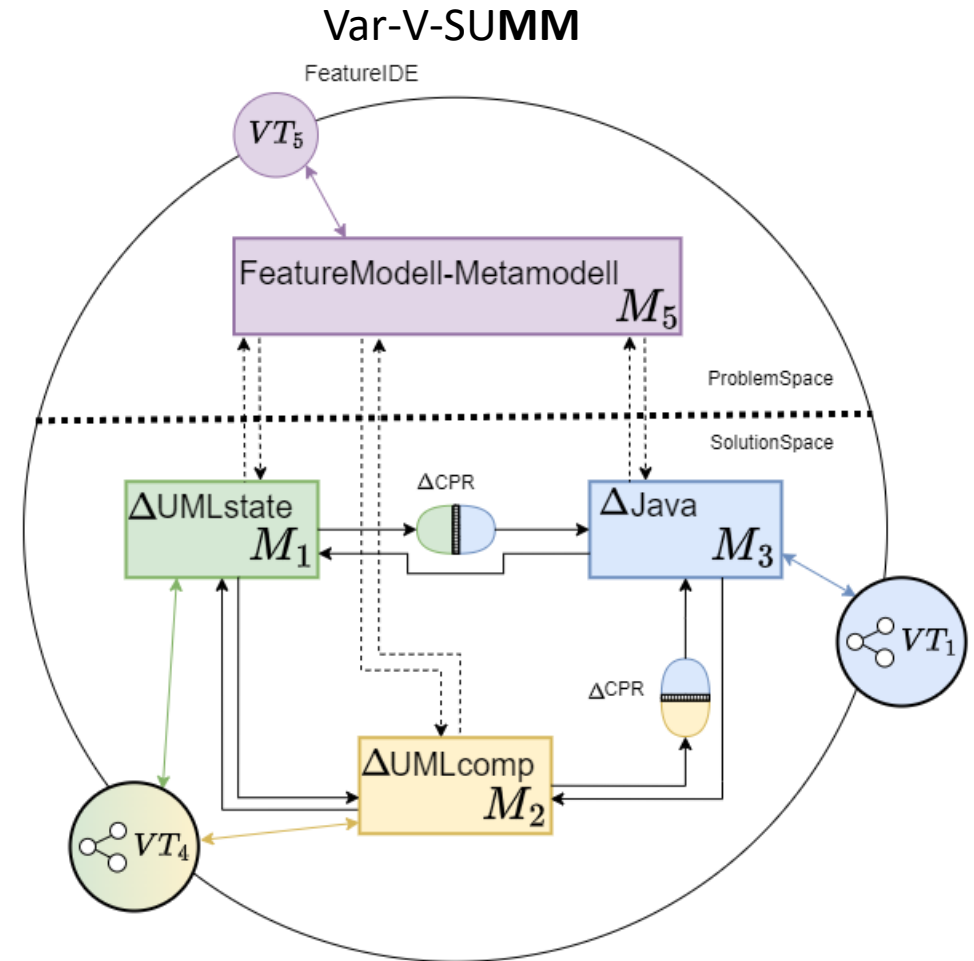 Var-V-SUMM
FeatureIDE
VT₅
FeatureModell-Metamodell
M₅
ProblemSpace
SolutionSpace
ΔCPR
ΔUMLstate
M₁
ΔJava
M₃
VT₁
ΔCPR
ΔUMLcomp
M₂
VT₄